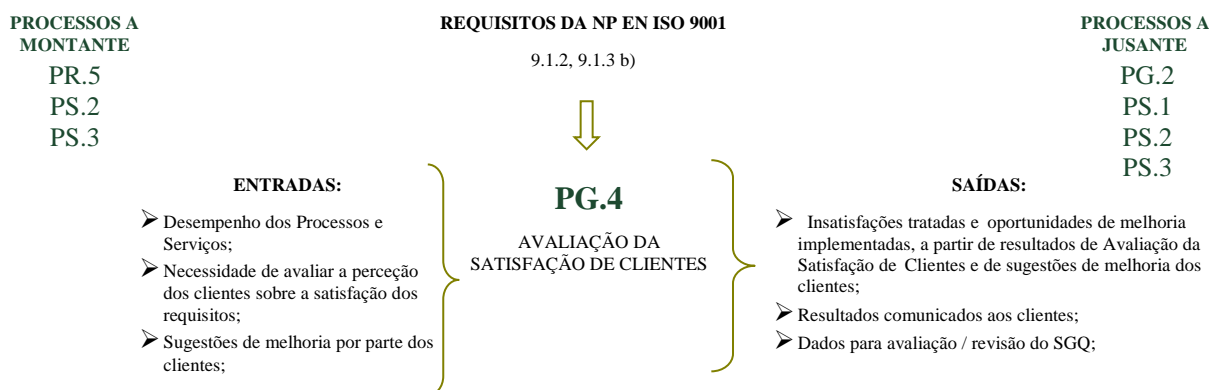 PROCESSOS A
MONTANTE
PR.5
PS.2
PS.3
REQUISITOS DA NP EN ISO 9001
9.1.2, 9.1.3 b)
PROCESSOS A
JUSANTE
PG.2
PS.1
PS.2
PS.3
ENTRADAS:
Desempenho dos Processos e
Serviços;
Necessidade de avaliar a perceção
dos clientes sobre a satisfação dos
requisitos;
Sugestões de melhoria por parte dos
clientes;
PG.4
AVALIAÇÃO DA
SATISFAÇÃO DE CLIENTES
SAÍDAS:
Insatisfações tratadas e oportunidades de melhoria
implementadas, a partir de resultados de Avaliação da
Satisfação de Clientes e de sugestões de melhoria dos
clientes;
Resultados comunicados aos clientes;
Dados para avaliação / revisão do SGQ;